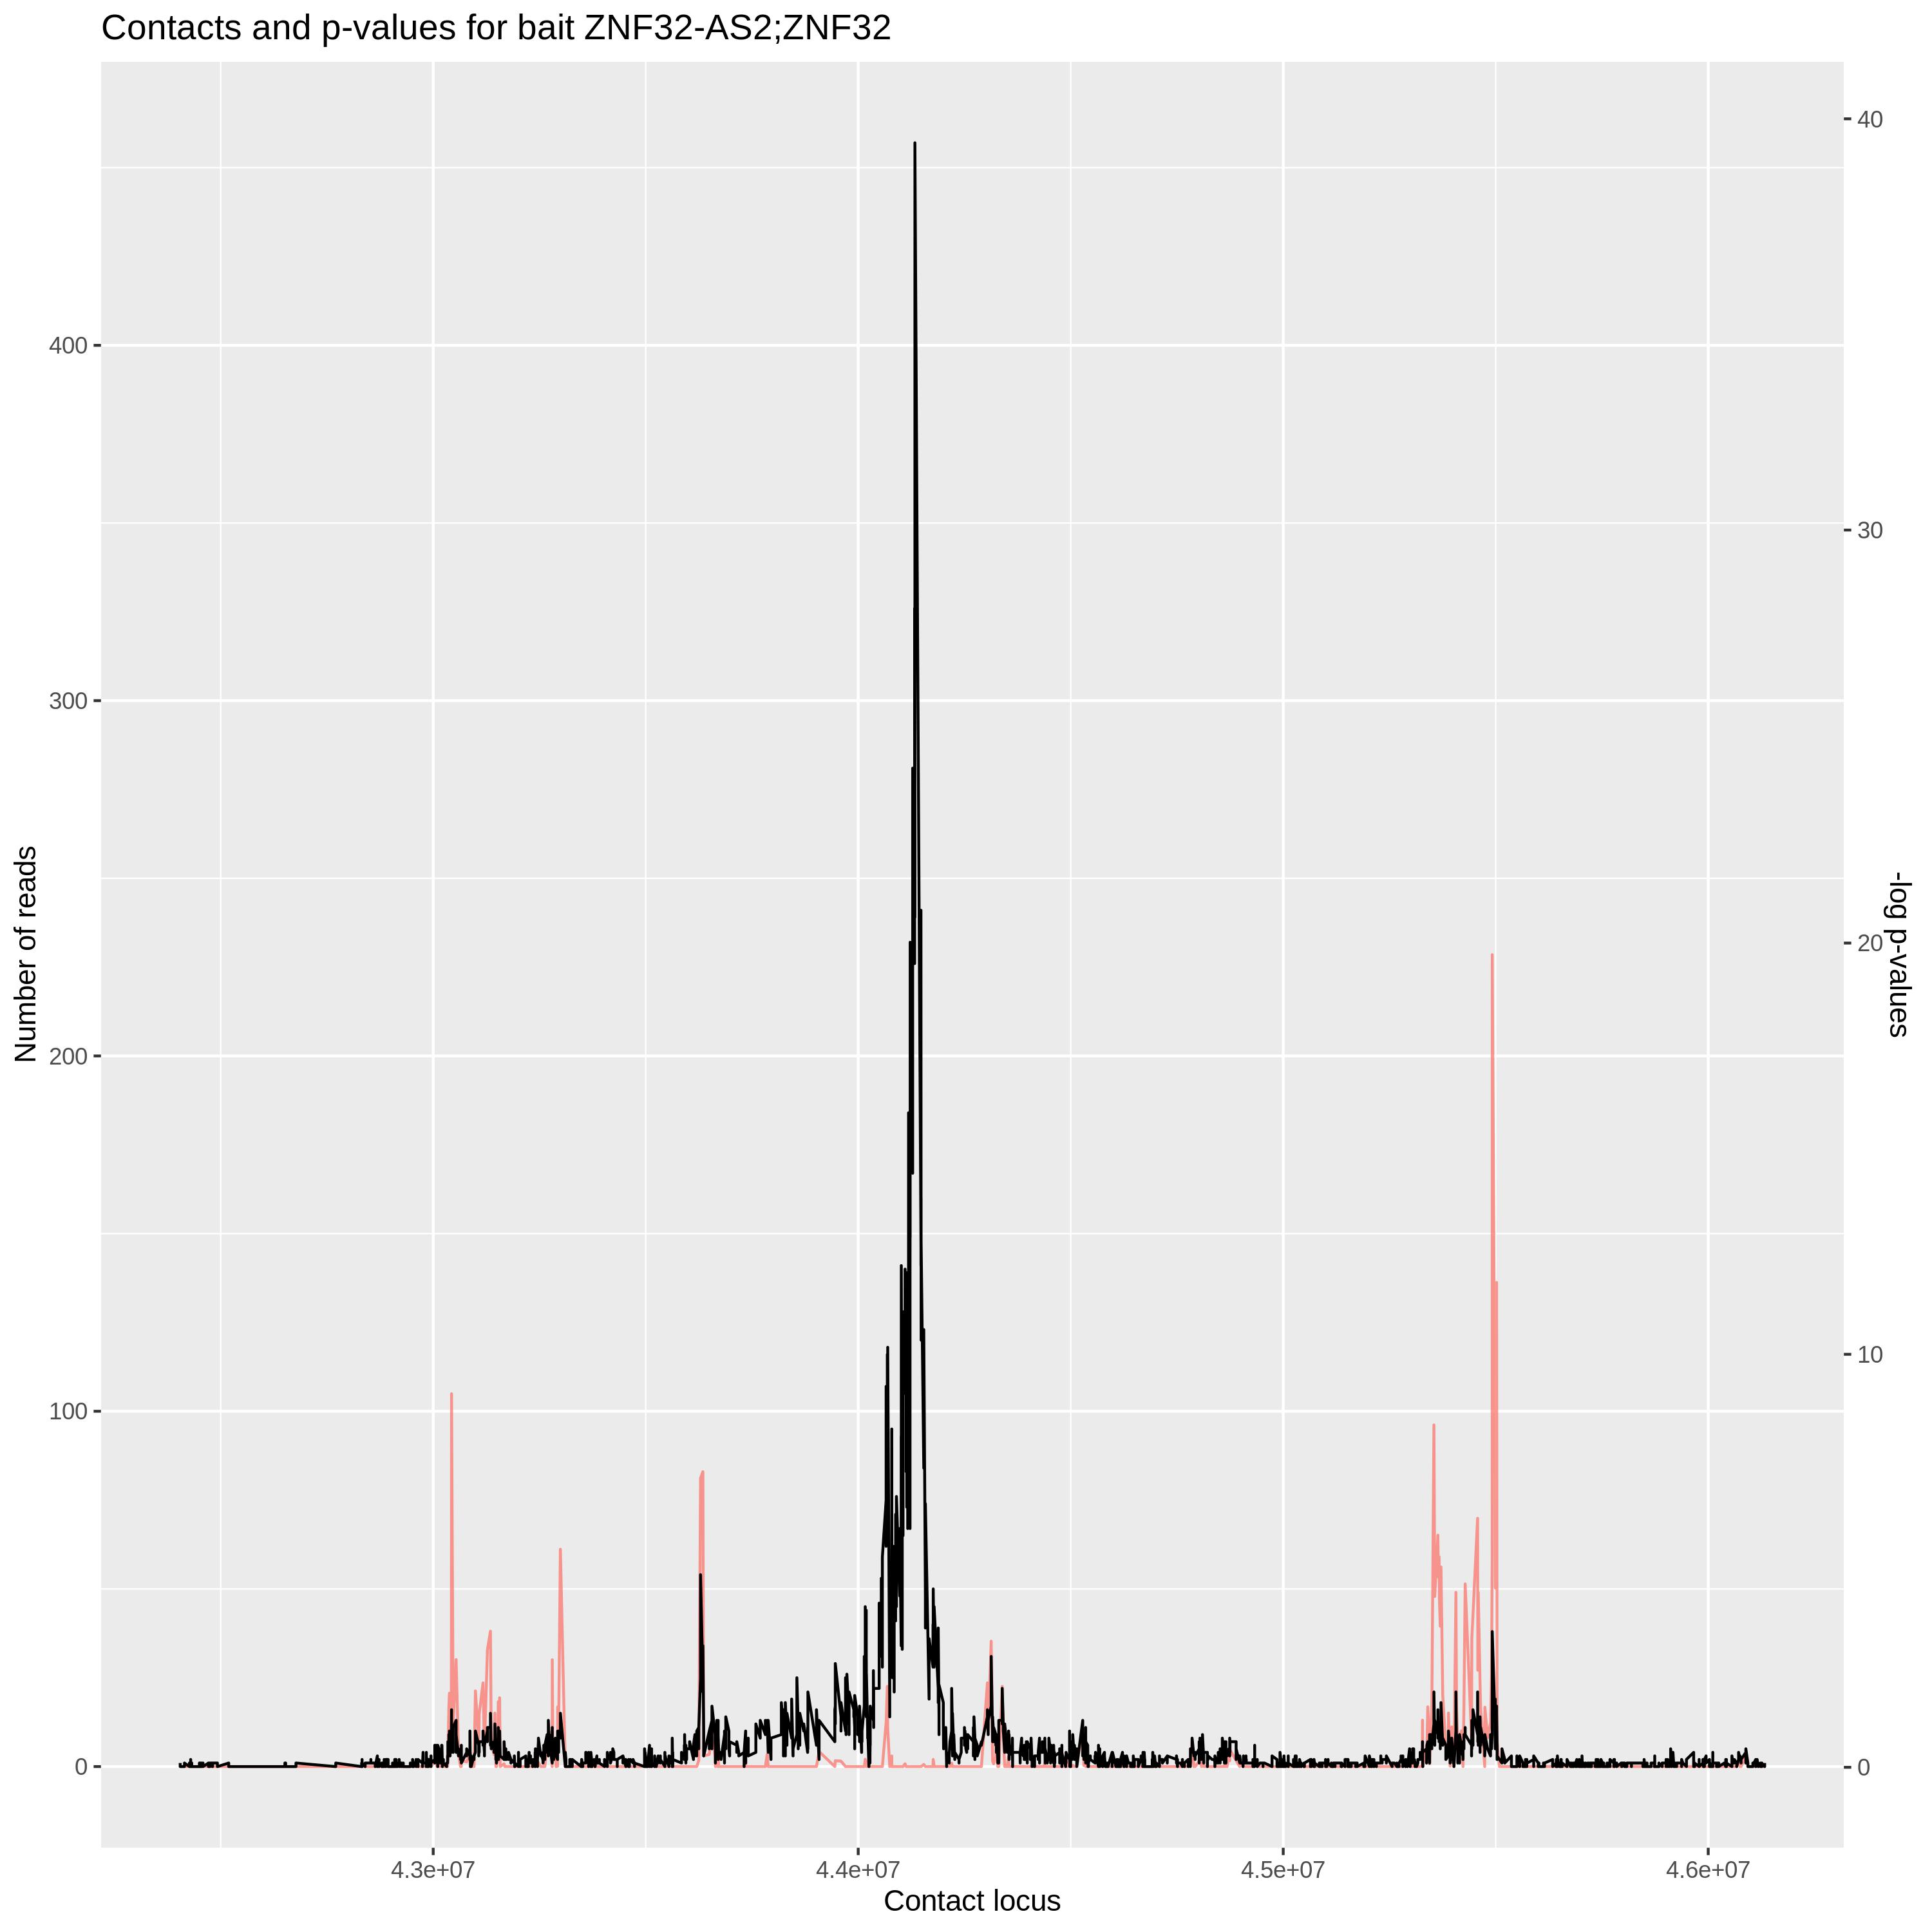 Contacts and p-values for bait ZNF32-AS2;ZNF32
40
400
30
300
Number of reads
-log p-values
20
200
10
100
0
0
4.3e+07
4.4e+07
4.5e+07
4.6e+07
Contact locus